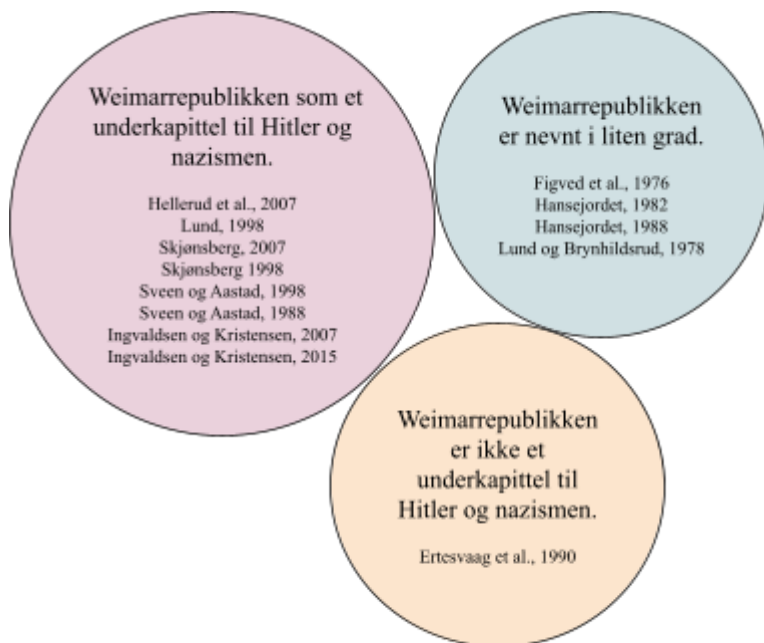 Weimarrepublikken som et
underkapittel til Hitler og
nazismen.
Hellerud et al., 2007
Lund, 1998
Skjønsberg, 2007
Skjønsberg 1998
Sveen og Aastad, 1998
Sveen og Aastad, 1988
Ingvaldsen og Kristensen, 2007
Ingvaldsen og Kristensen, 2015
Weimarrepublikken
er nevnt i liten grad.
Figved et al., 1976
Hansejordet, 1982
Hansejordet, 1988
Lund og Brynhildsrud, 1978
Weimarrepublikken
er ikke et
underkapittel til
Hitler og nazismen.
Ertesvaag et al., 1990